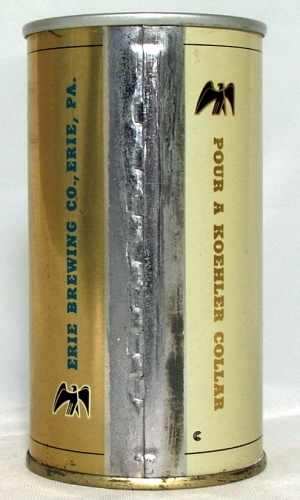 ERIE BREWING CO., ERIE, PA.
POUR A KOEHLER COLLAR